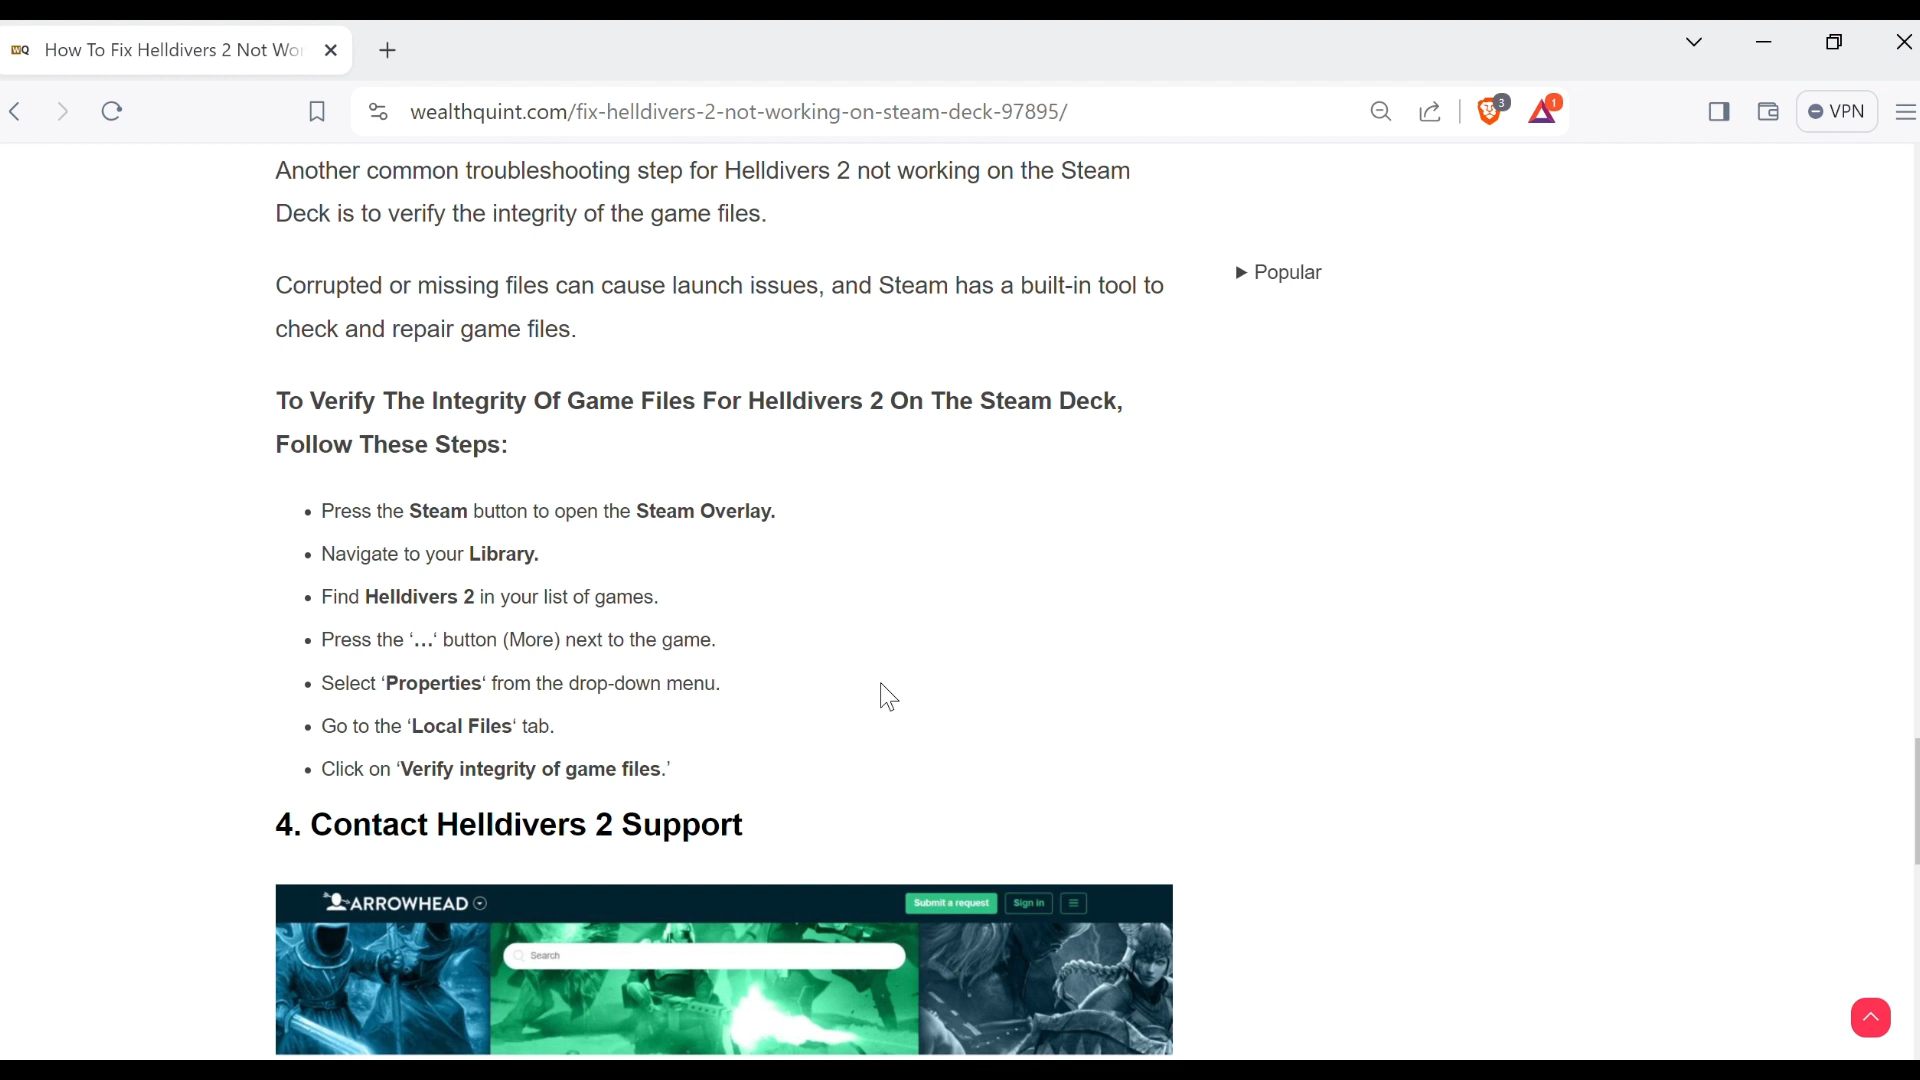 WQ How To Fix Helldivers 2 Not Wo
wealthquint.com/fix-helldivers-2-not-working-on-steam-deck-97895/
3
1
VPN
Another common troubleshooting step for Helldivers 2 not working on the Steam
Deck is to verify the integrity of the game files.
Popular
Corrupted or missing files can cause launch issues, and Steam has a built-in tool to
check and repair game files.
To Verify The Integrity Of Game Files For Helldivers 2 On The Steam Deck,
Follow These Steps:
• Press the Steam button to open the Steam Overlay.
• Navigate to your Library.
• Find Helldivers 2 in your list of games.
• Press the ‘…‘ button (More) next to the game.
• Select ‘Properties‘ from the drop-down menu.
• Go to the ‘Local Files‘ tab.
• Click on ‘Verify integrity of game files.’
4. Contact Helldivers 2 Support
ARROWHEAD
Submit a request
Sign in
Search